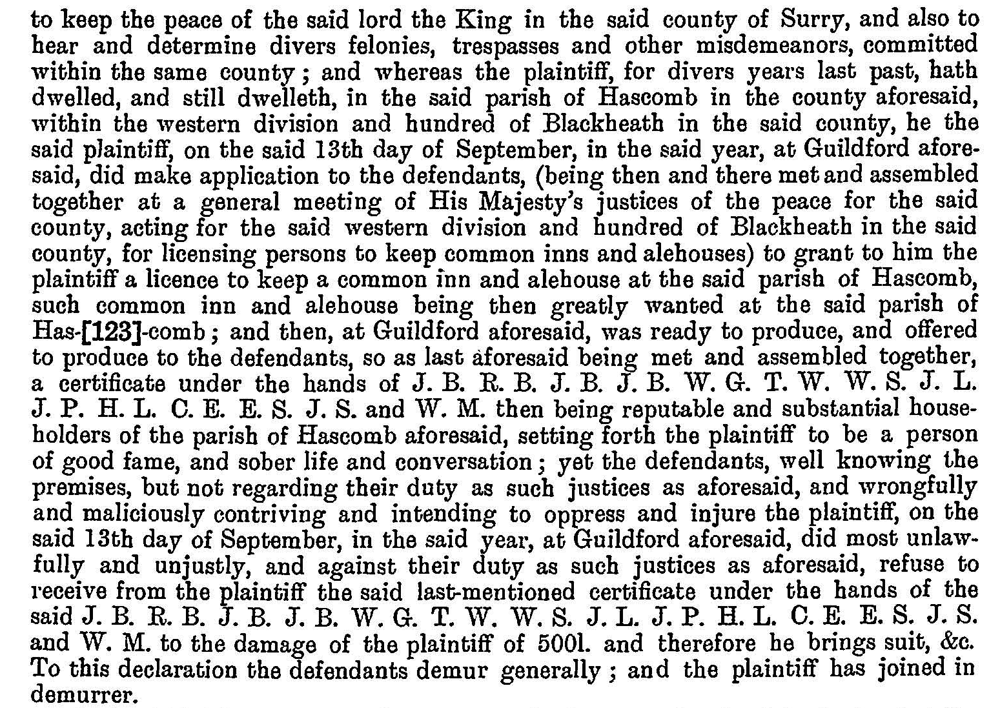 to keep the peace of the said lord the King in the said county of Surry, and also to
hear and determine divers felonies, trespasses and other misdemeanors, committed
within the same county ; and whereas the plaintiff, for divers years last past, hath
dwelled, and still dwelleth, in the said parish of Hascomb in the county aforesaid,
within the western division and hundred of Blackheath in the said county, he the
said plaintiff, on the said 13th day of September, in the said year, at Guildford afore-
said, did make application to the defendants, (being then and there met and assembled
together at a general meeting of His Majesty's justices of the peace for the said
county, acting for the said western division and hundred of Blackheath in the said
county, for licensing persons to keep common inns and alehouses) to grant to him the
plaintiff a licence to keep a common inn and alehouse at the said parish of Hascomb,
such common inn and alehouse being then greatly wanted at the said parish of
Has-[123]-comb ; and then, at Guildford aforesaid, was ready to produce, and offered
to produce to the defendants, so as last aforesaid being met and assembled together,
a certificate under the hands of J. B. R. B. J. B. J. B. W. G. T. W. W. S. J. L.
J. P. H. L. C. E. E. S. J. S. and W. M. then being reputable and substantial house-
holders of the parish of Hascomb aforesaid, setting forth the plaintiff to be a person
of good fame, and sober life and conversation ; yet the defendants, well knowing the
premises, but not regarding their duty as such justices as aforesaid, and wrongfully
and maliciously contriving and intending to oppress and injure the plaintiff, on the
said 13th day of September, in the said year, at Guildford aforesaid, did most unlaw-
fully and unjustly, and against their duty as such justices as aforesaid, refuse to
receive from the plaintiff the said last-mentioned certificate under the hands of the
said J. B. R. B. J. B. J. B. W. G. T. W. W. S. J. L. J. P. H. L. C. E. E. S. J. S.
and W. M. to the damage of the plaintiff of 500l. and therefore he brings suit, &c.
To this declaration the defendants demur generally ; and the plaintiff has joined in
demurrer.